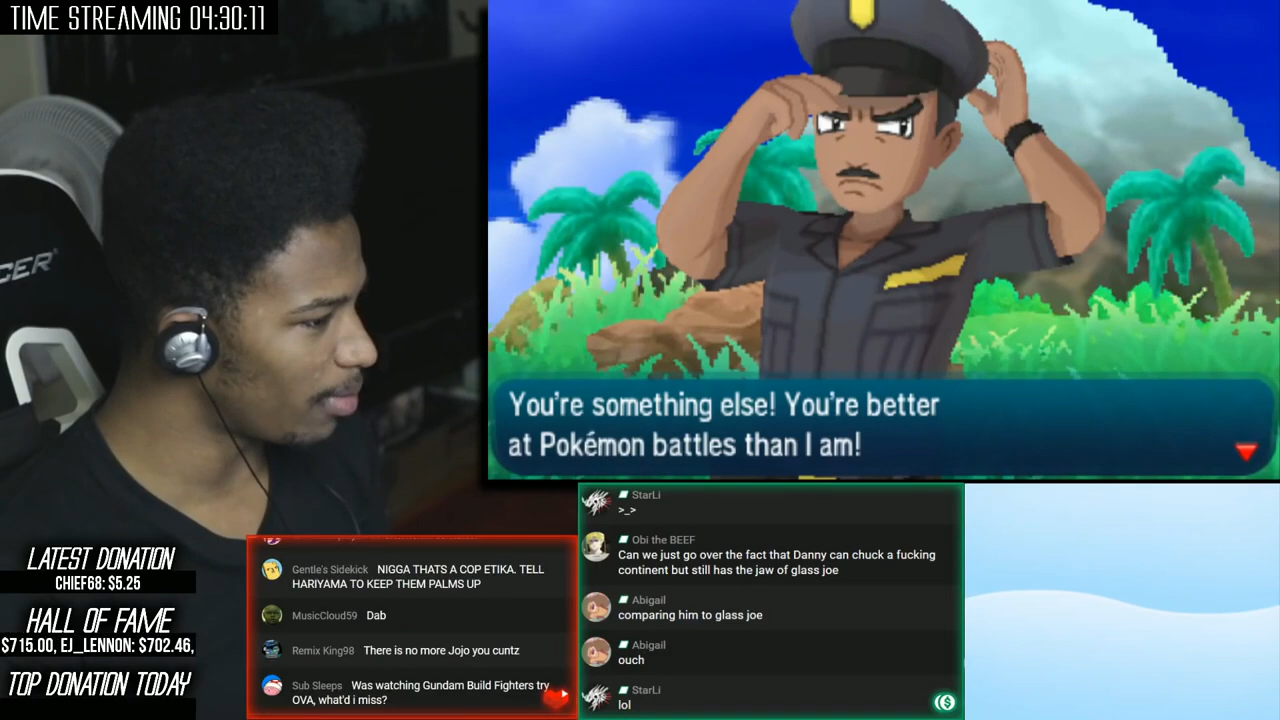 TIME STREAMING 04:30:11
CER
You're something else! You're better
at Pokémon battles than I am!
LATEST DONATION
CHIEF68: $5.25
HALL OF FAME
$715.00, EJ_LENNON: $702.46,
TOP DONATION TODAY
Gentle's Sidekick NIGGA THATS A COP ETIKA. TELL
HARIYAMA TO KEEP THEM PALMS UP
MusicCloud59 Dab
Remix King98 There is no more Jojo you cuntz
Sub Sleeps Was watching Gundam Build Fighters try
OVA, what'd i miss?
StarLi
>_>
Obi the BEEF
Can we just go over the fact that Danny can chuck a fucking
continent but still has the jaw of glass joe
Abigail
comparing him to glass joe
Abigail
ouch
StarLi
lol